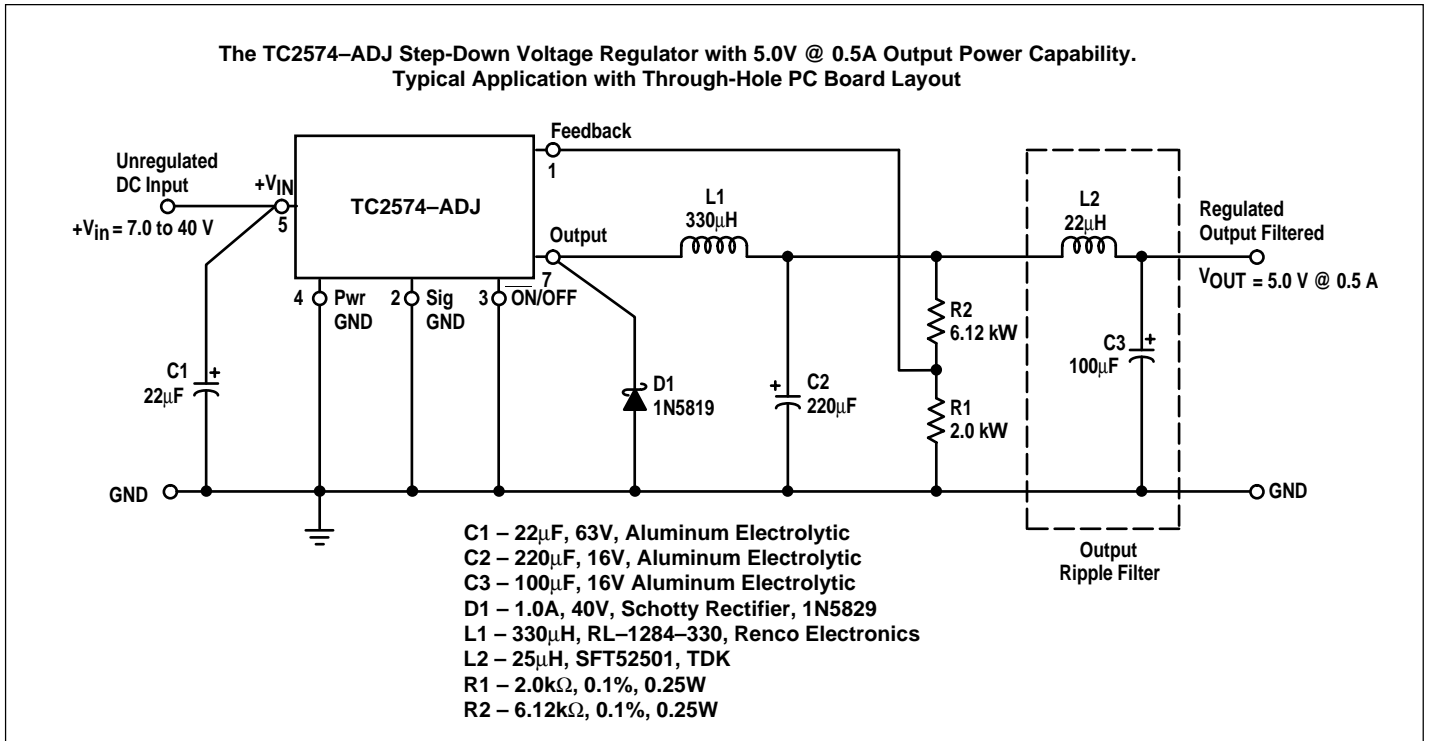 The TC2574–ADJ Step-Down Voltage Regulator with 5.0V @ 0.5A Output Power Capability.
Typical Application with Through-Hole PC Board Layout
Feedback
1
Unregulated
DC Input
+VIN
5
+Vin = 7.0 to 40 V
TC2574–ADJ
L1
330µH
L2
22µH
Regulated
Output Filtered
VOUT = 5.0 V @ 0.5 A
Output
7
4 Pwr
GND
2 Sig
GND
3 ON/OFF
R2
6.12 kW
C3 +
100µF
C1 +
22µF
D1
1N5819
+ C2
220µF
R1
2.0 kW
GND
GND
C1 – 22µF, 63V, Aluminum Electrolytic
C2 – 220µF, 16V, Aluminum Electrolytic
C3 – 100µF, 16V Aluminum Electrolytic
D1 – 1.0A, 40V, Schotty Rectifier, 1N5829
L1 – 330µH, RL–1284–330, Renco Electronics
L2 – 25µH, SFT52501, TDK
R1 – 2.0kΩ, 0.1%, 0.25W
R2 – 6.12kΩ, 0.1%, 0.25W
Output
Ripple Filter